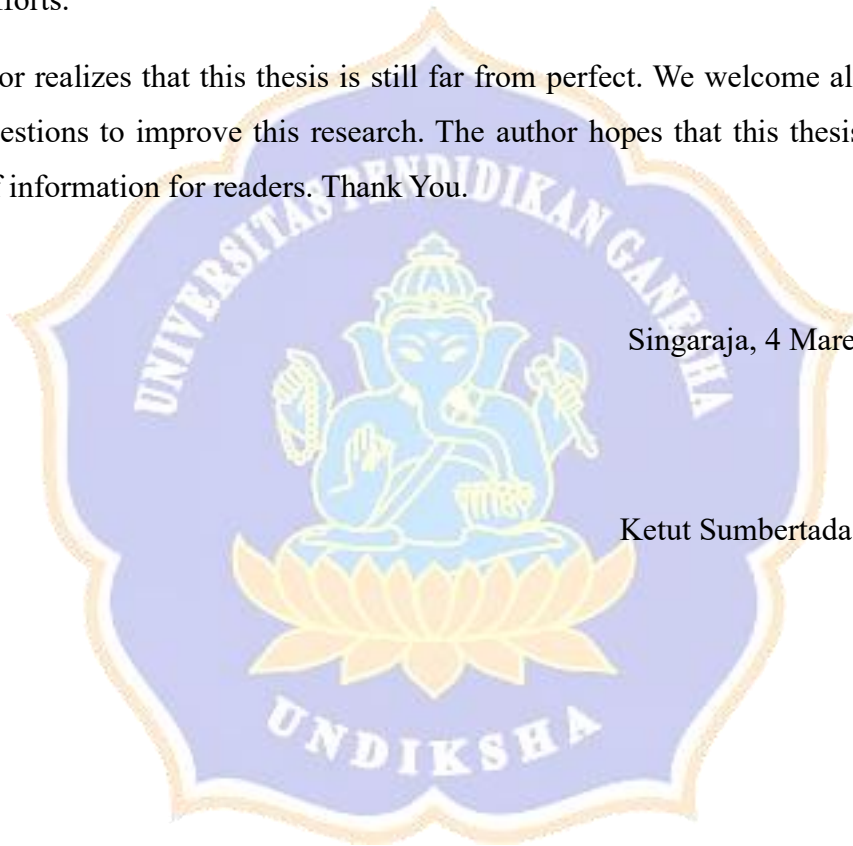 forts.
or realizes that this thesis is still far from perfect. We welcome al
estions to improve this research. The author hopes that this thesis
f information for readers. Thank You.
UNIVERSITAS PENDIDIKAN GANESHA
Singaraja, 4 Mare
Ketut Sumbertada
UNDIKSHA